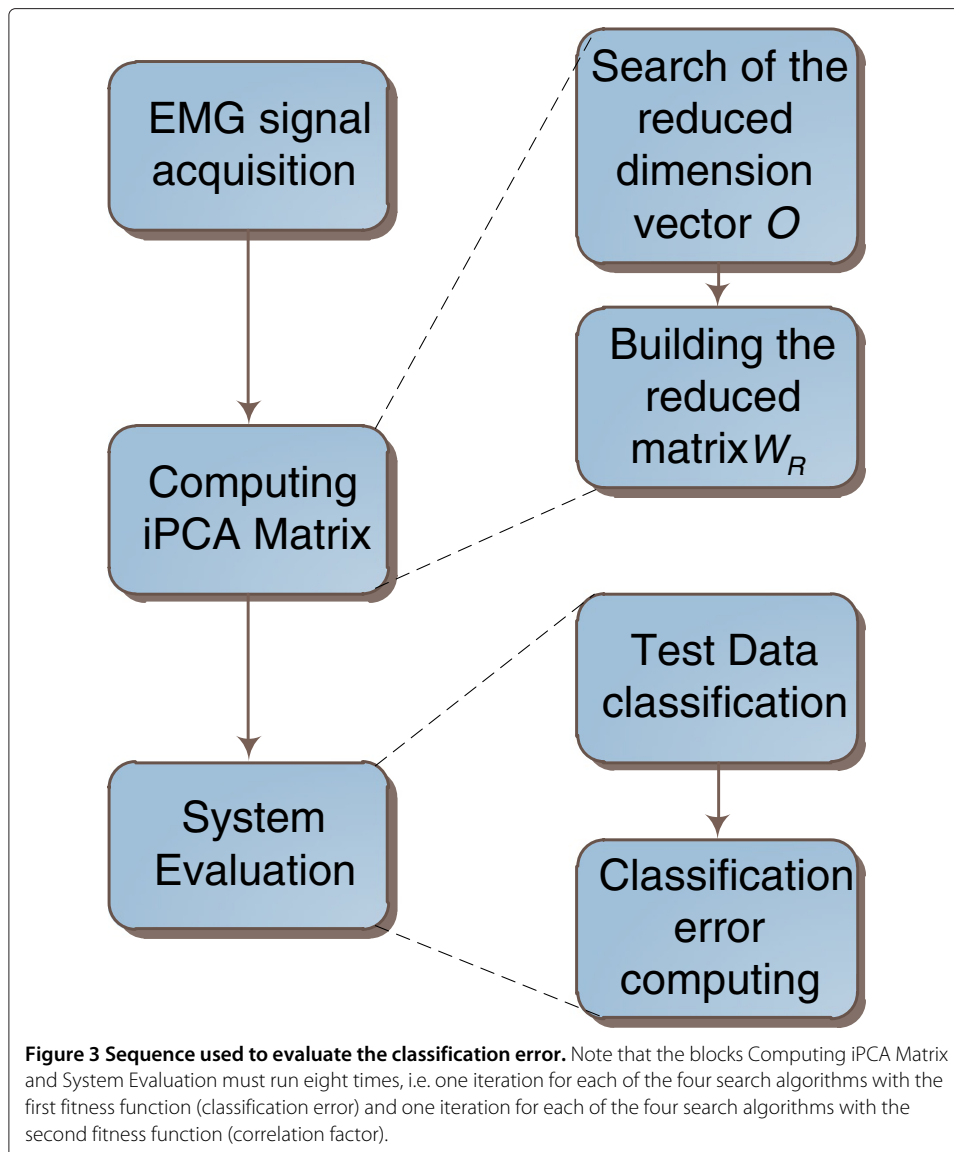 EMG signal
acquisition
Computing
iPCA Matrix
System
Evaluation
Search of the
reduced
dimension
vector O
Building the
reduced
matrixW_R
Test Data
classification
Classification
error
computing
Figure 3 Sequence used to evaluate the classification error. Note that the blocks Computing iPCA Matrix
and System Evaluation must run eight times, i.e. one iteration for each of the four search algorithms with the
first fitness function (classification error) and one iteration for each of the four search algorithms with the
second fitness function (correlation factor).